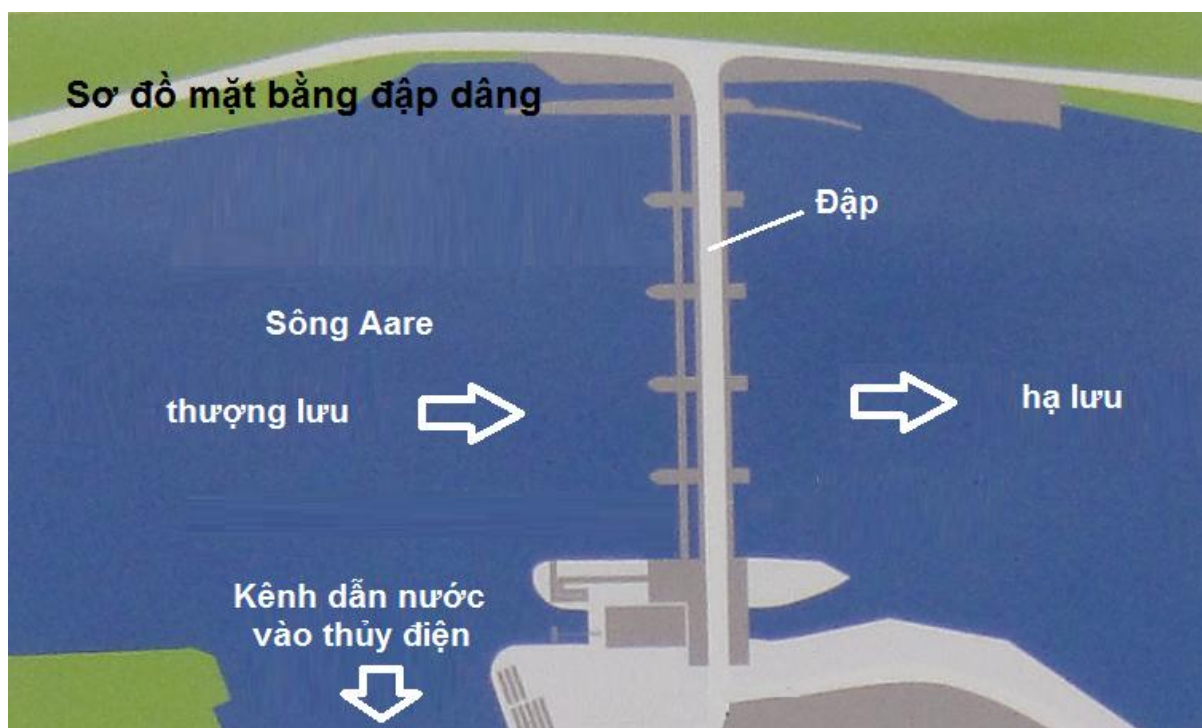 Sơ đồ mặt bằng đập dâng
Đập
Sông Aare
thượng lưu
hạ lưu
Kênh dẫn nước
vào thủy điện